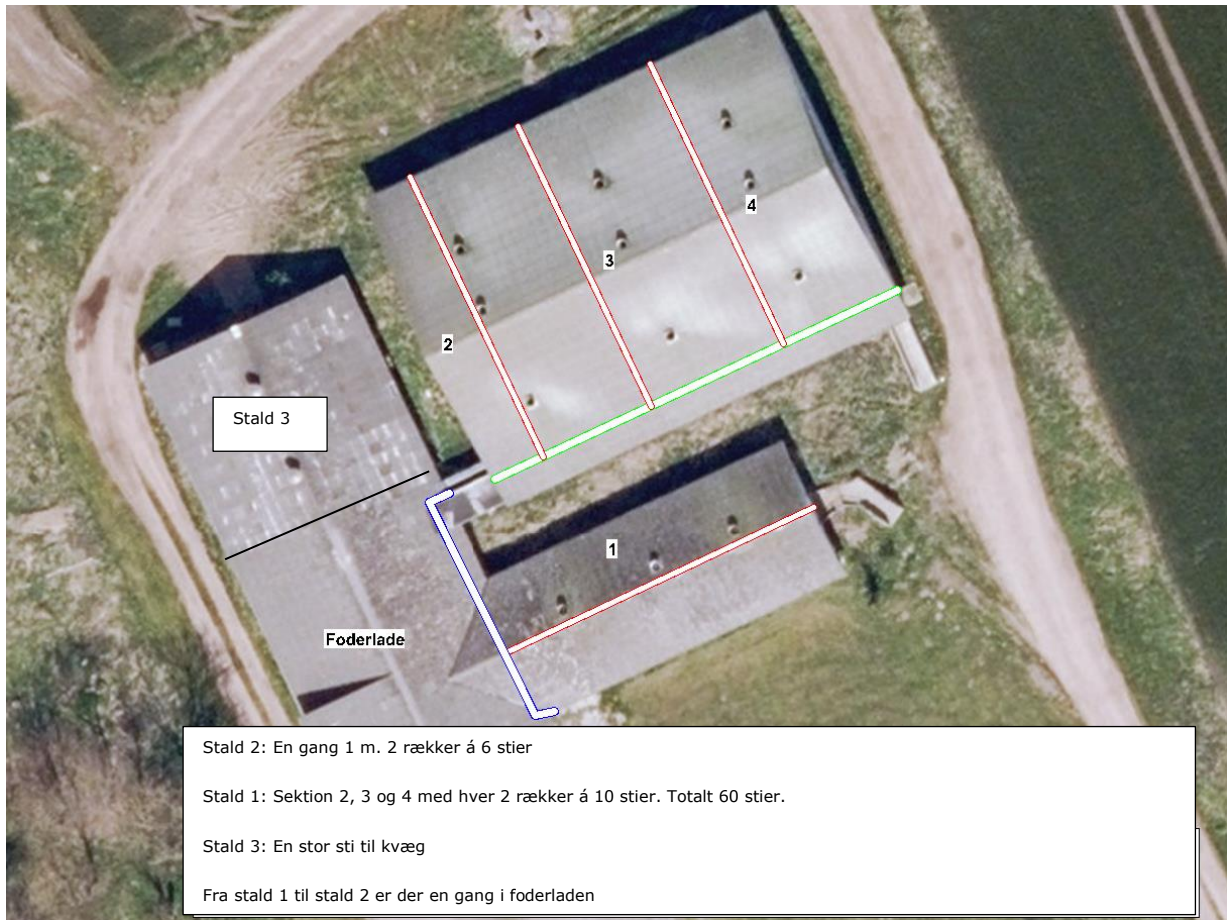 4
3
2
Stald 3
1
Foderlade
Stald 2: En gang 1 m. 2 rækker á 6 stier
Stald 1: Sektion 2, 3 og 4 med hver 2 rækker á 10 stier. Totalt 60 stier.
Stald 3: En stor sti til kvæg
Fra stald 1 til stald 2 er der en gang i foderladen